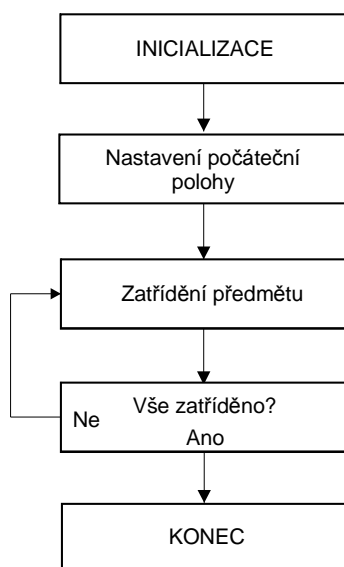 INICIALIZACE
Nastavení počáteční
polohy
Zatřídění předmětu
Vše zatříděno?
Ne
Ano
KONEC